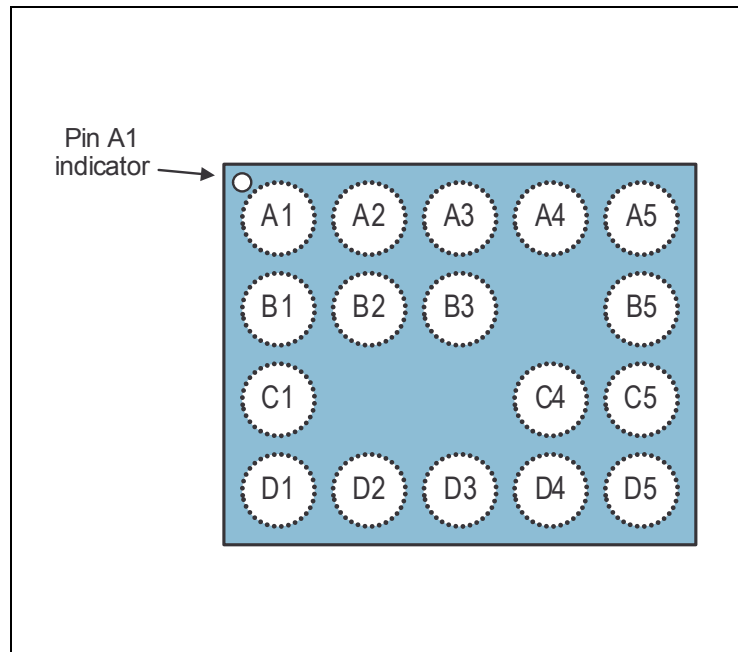 Pin A1
indicator
A1 A2 A3 A4 A5
B1 B2 B3 B5
C1 C4 C5
D1 D2 D3 D4 D5